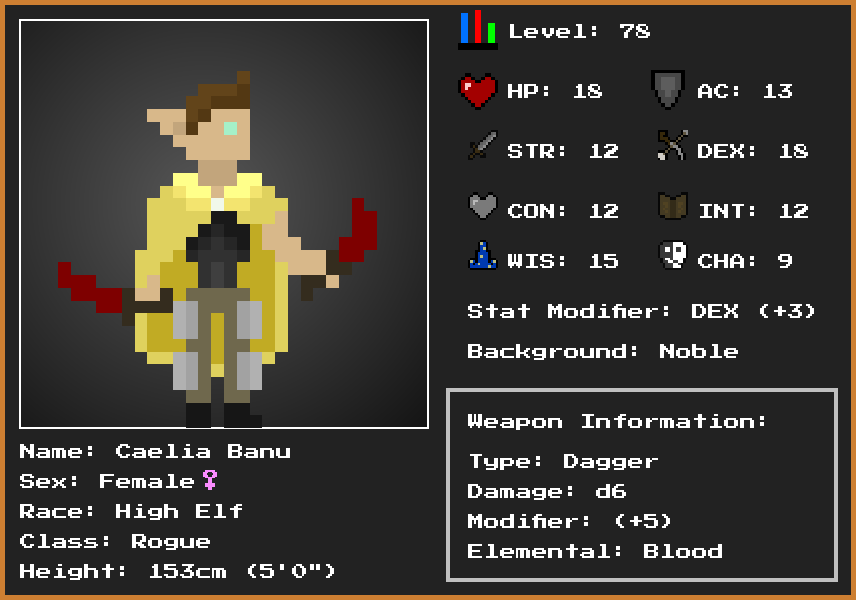 Level: 78
HP: 18 AC: 13
STR: 12 DEX: 18
CON: 12 INT: 12
WIS: 15 CHA: 9
Stat Modifier: DEX (+3)
Background: Noble
Weapon Information:
Type: Dagger
Damage: d6
Modifier: (+5)
Elemental: Blood
Name: Caelia Banu
Sex: Female♀
Race: High Elf
Class: Rogue
Height: 153cm (5'0")